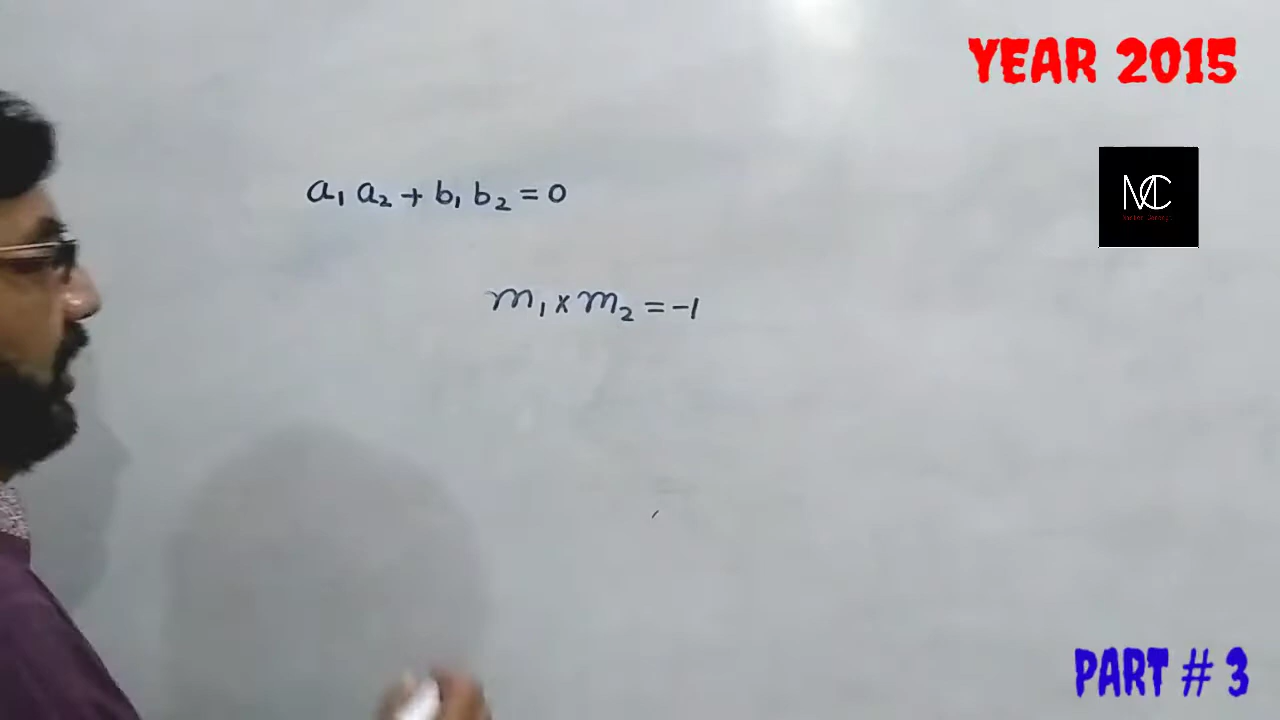 YEAR 2015
a₁ a₂ + b₁ b₂ = 0
m₁ × m₂ = -1
PART # 3